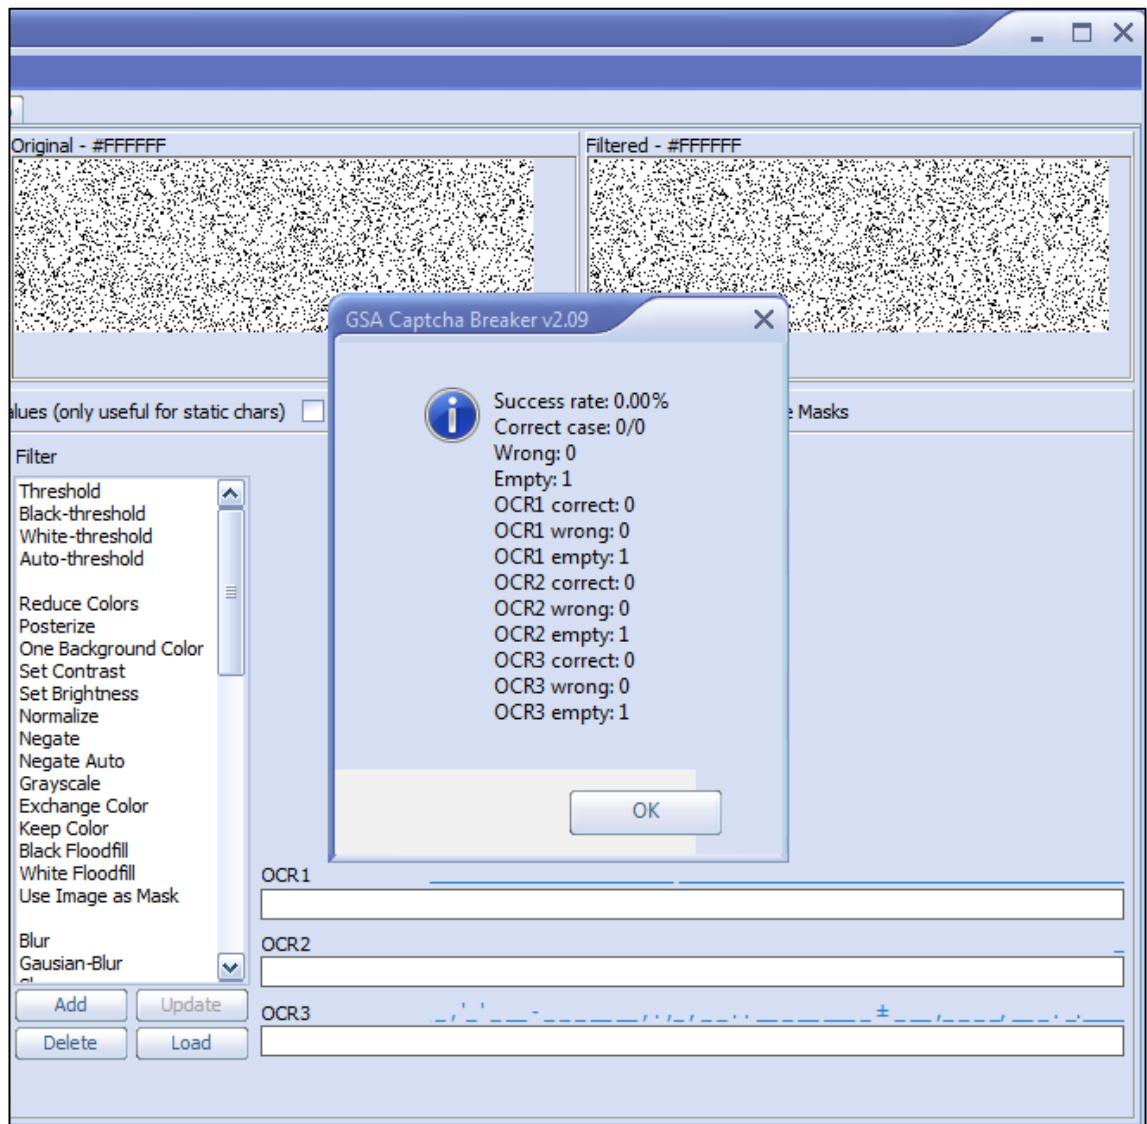 Original - #FFFFFF
Filtered - #FFFFFF
GSA Captcha Breaker v2.09
Success rate: 0.00%
Correct case: 0/0
Wrong: 0
Empty: 1
OCR1 correct: 0
OCR1 wrong: 0
OCR1 empty: 1
OCR2 correct: 0
OCR2 wrong: 0
OCR2 empty: 1
OCR3 correct: 0
OCR3 wrong: 0
OCR3 empty: 1
OK
(only useful for static chars)
Masks
Filter
Threshold
Black-threshold
White-threshold
Auto-threshold
Reduce Colors
Posterize
One Background Color
Set Contrast
Set Brightness
Normalize
Negate
Negate Auto
Grayscale
Exchange Color
Keep Color
Black Floodfill
White Floodfill
Use Image as Mask
Blur
Gausian-Blur
Add
Update
Delete
Load
OCR1
OCR2
OCR3